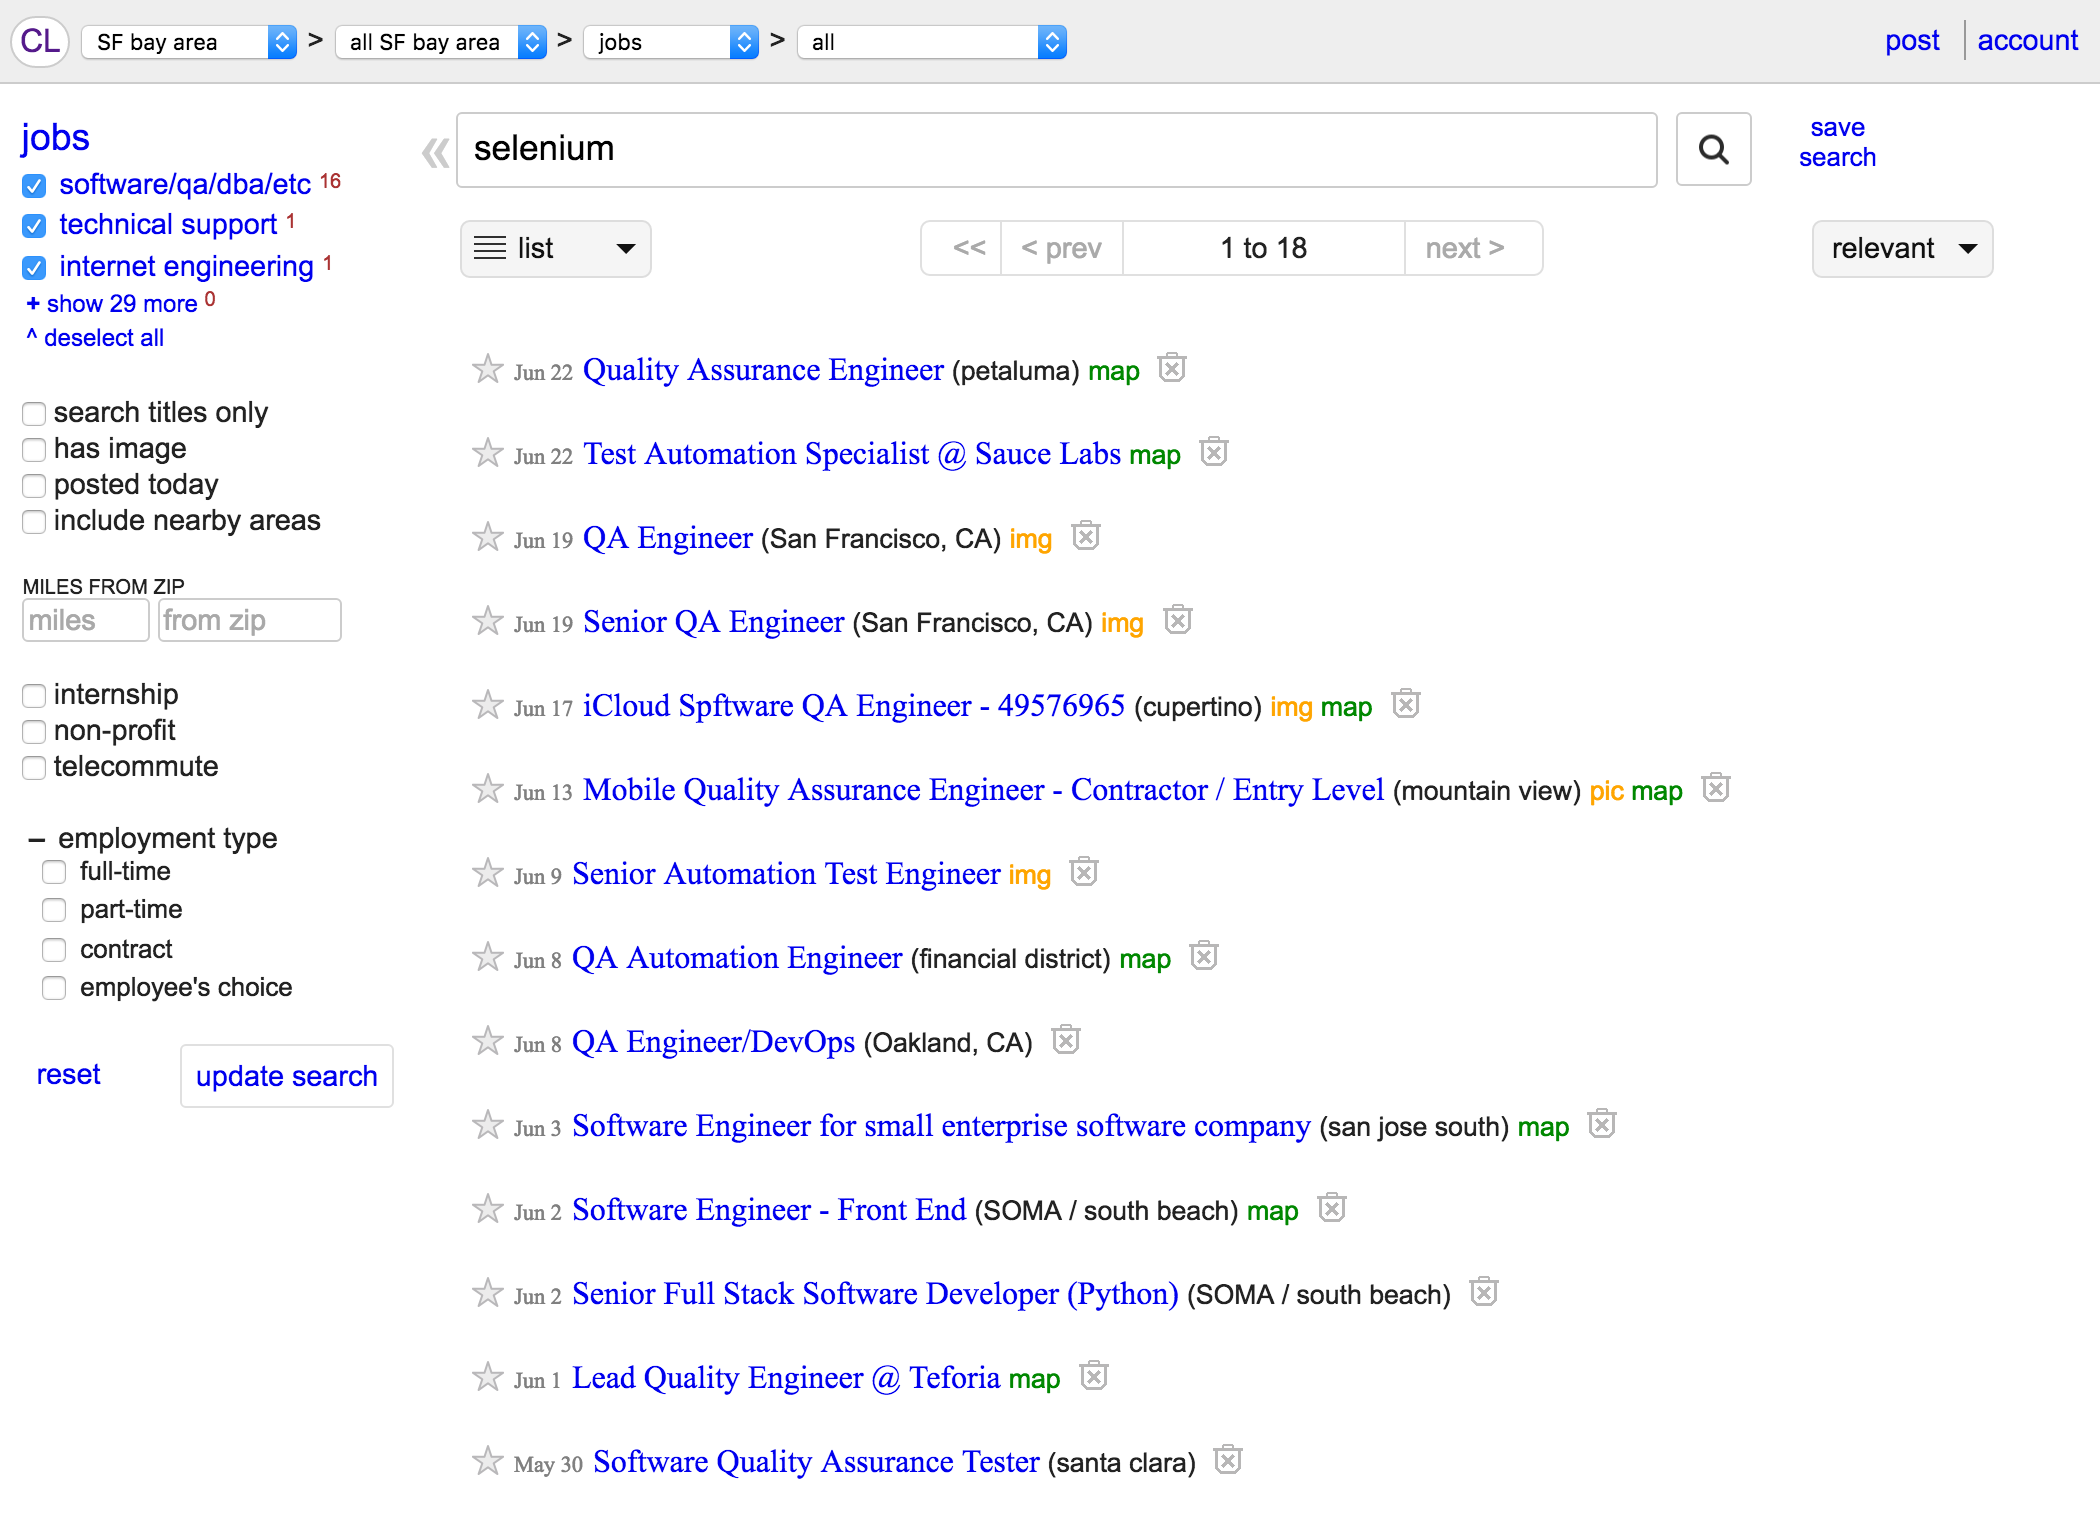 CL SF bay area > all SF bay area > jobs > all post account
jobs
software/qa/dba/etc 16
technical support 1
internet engineering 1
+ show 29 more 0
^ deselect all
search titles only
has image
posted today
include nearby areas
MILES FROM ZIP
miles from zip
internship
non-profit
telecommute
– employment type
full-time
part-time
contract
employee's choice
reset update search
« selenium save search
list << < prev 1 to 18 next > relevant
Jun 22 Quality Assurance Engineer (petaluma) map
Jun 22 Test Automation Specialist @ Sauce Labs map
Jun 19 QA Engineer (San Francisco, CA) img
Jun 19 Senior QA Engineer (San Francisco, CA) img
Jun 17 iCloud Spftware QA Engineer - 49576965 (cupertino) img map
Jun 13 Mobile Quality Assurance Engineer - Contractor / Entry Level (mountain view) pic map
Jun 9 Senior Automation Test Engineer img
Jun 8 QA Automation Engineer (financial district) map
Jun 8 QA Engineer/DevOps (Oakland, CA)
Jun 3 Software Engineer for small enterprise software company (san jose south) map
Jun 2 Software Engineer - Front End (SOMA / south beach) map
Jun 2 Senior Full Stack Software Developer (Python) (SOMA / south beach)
Jun 1 Lead Quality Engineer @ Teforia map
May 30 Software Quality Assurance Tester (santa clara)